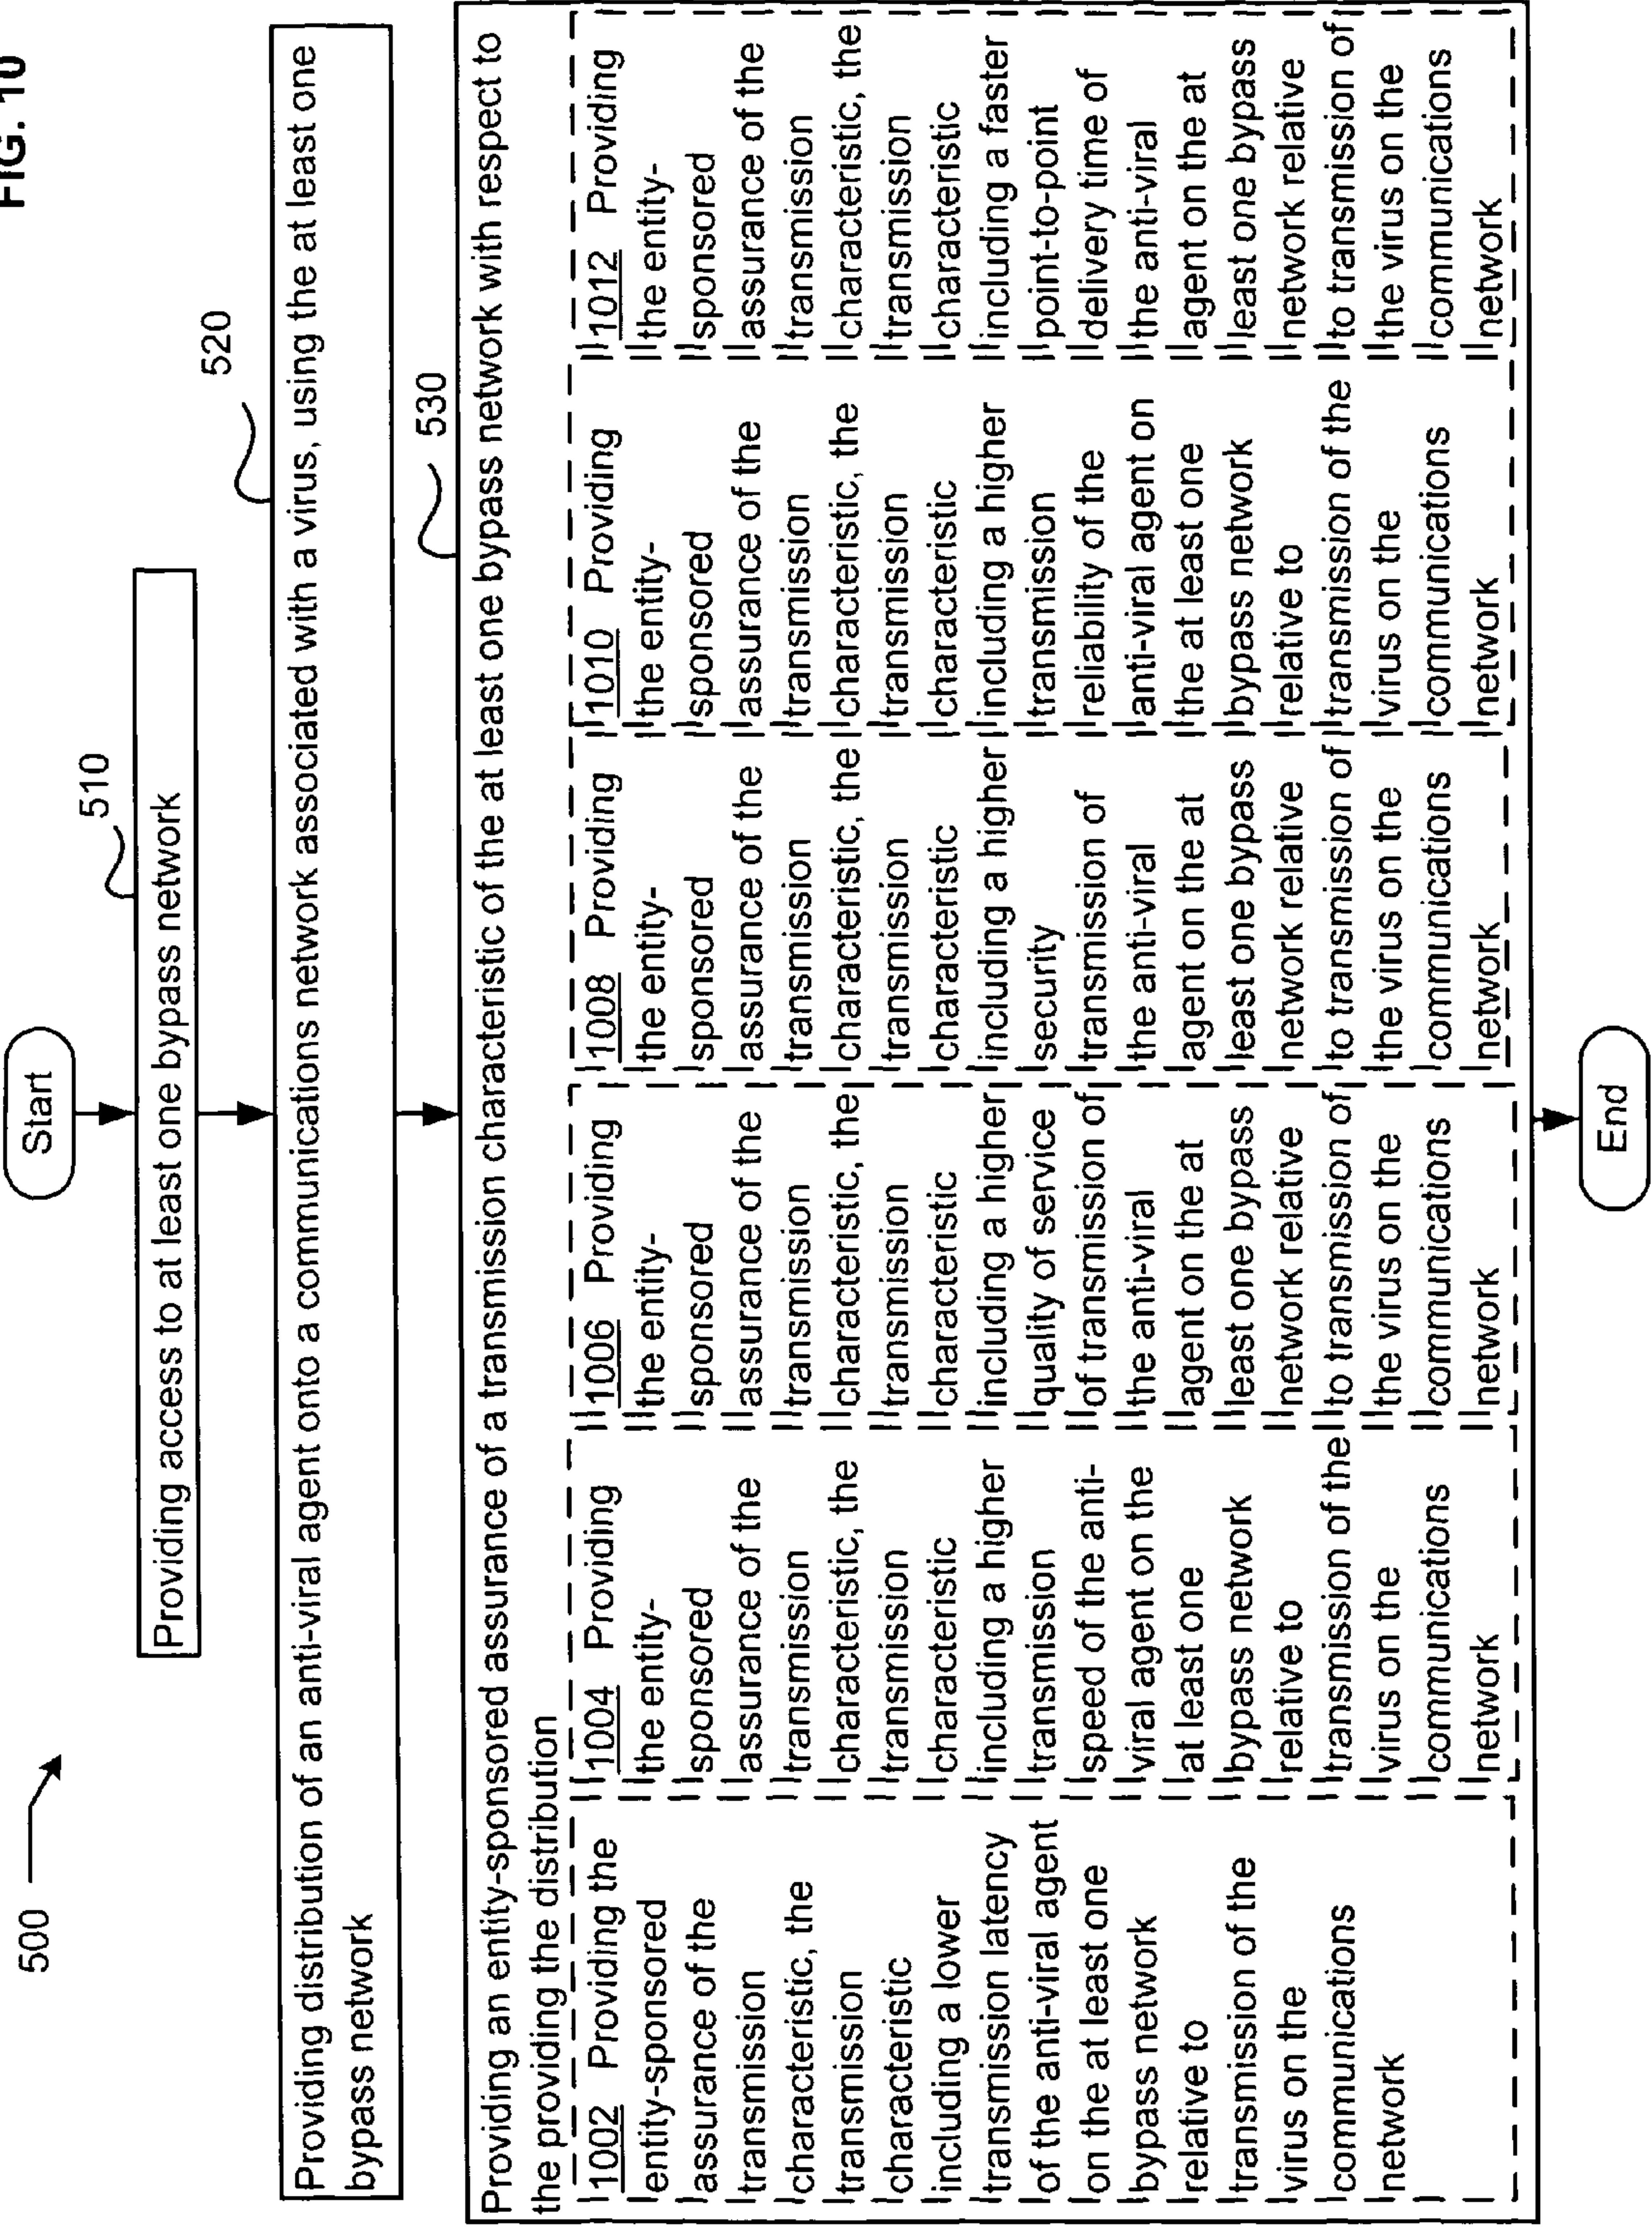 FIG. 10
500
Start
510
Providing access to at least one bypass network
520
Providing distribution of an anti-viral agent onto a communications network associated with a virus, using the at least one
bypass network
530
Providing an entity-sponsored assurance of a transmission characteristic of the at least one bypass network with respect to
the providing the distribution
1002 Providing the
entity-sponsored
assurance of the
transmission
characteristic, the
transmission
characteristic
including a lower
transmission latency
of the anti-viral agent
on the at least one
bypass network
relative to
transmission of the
virus on the
communications
network
1004 Providing
the entity-
sponsored
assurance of the
transmission
characteristic, the
transmission
characteristic
including a higher
transmission
speed of the anti-
viral agent on the
at least one
bypass network
relative to
transmission of the
virus on the
communications
network
1006 Providing
the entity-
sponsored
assurance of the
transmission
characteristic, the
transmission
characteristic
including a higher
quality of service
of transmission of
the anti-viral
agent on the at
least one bypass
network relative
to transmission of
the virus on the
communications
network
1008 Providing
the entity-
sponsored
assurance of the
transmission
characteristic, the
transmission
characteristic
including a higher
security
transmission of
the anti-viral
agent on the at
least one bypass
network relative
to transmission of
the virus on the
communications
network
1010 Providing
the entity-
sponsored
assurance of the
transmission
characteristic, the
transmission
characteristic
including a higher
transmission
reliability of the
anti-viral agent on
the at least one
bypass network
relative to
transmission of the
virus on the
communications
network
1012 Providing
the entity-
sponsored
assurance of the
transmission
characteristic, the
transmission
characteristic
including a faster
point-to-point
delivery time of
the anti-viral
agent on the at
least one bypass
network relative
to transmission of
the virus on the
communications
network
End